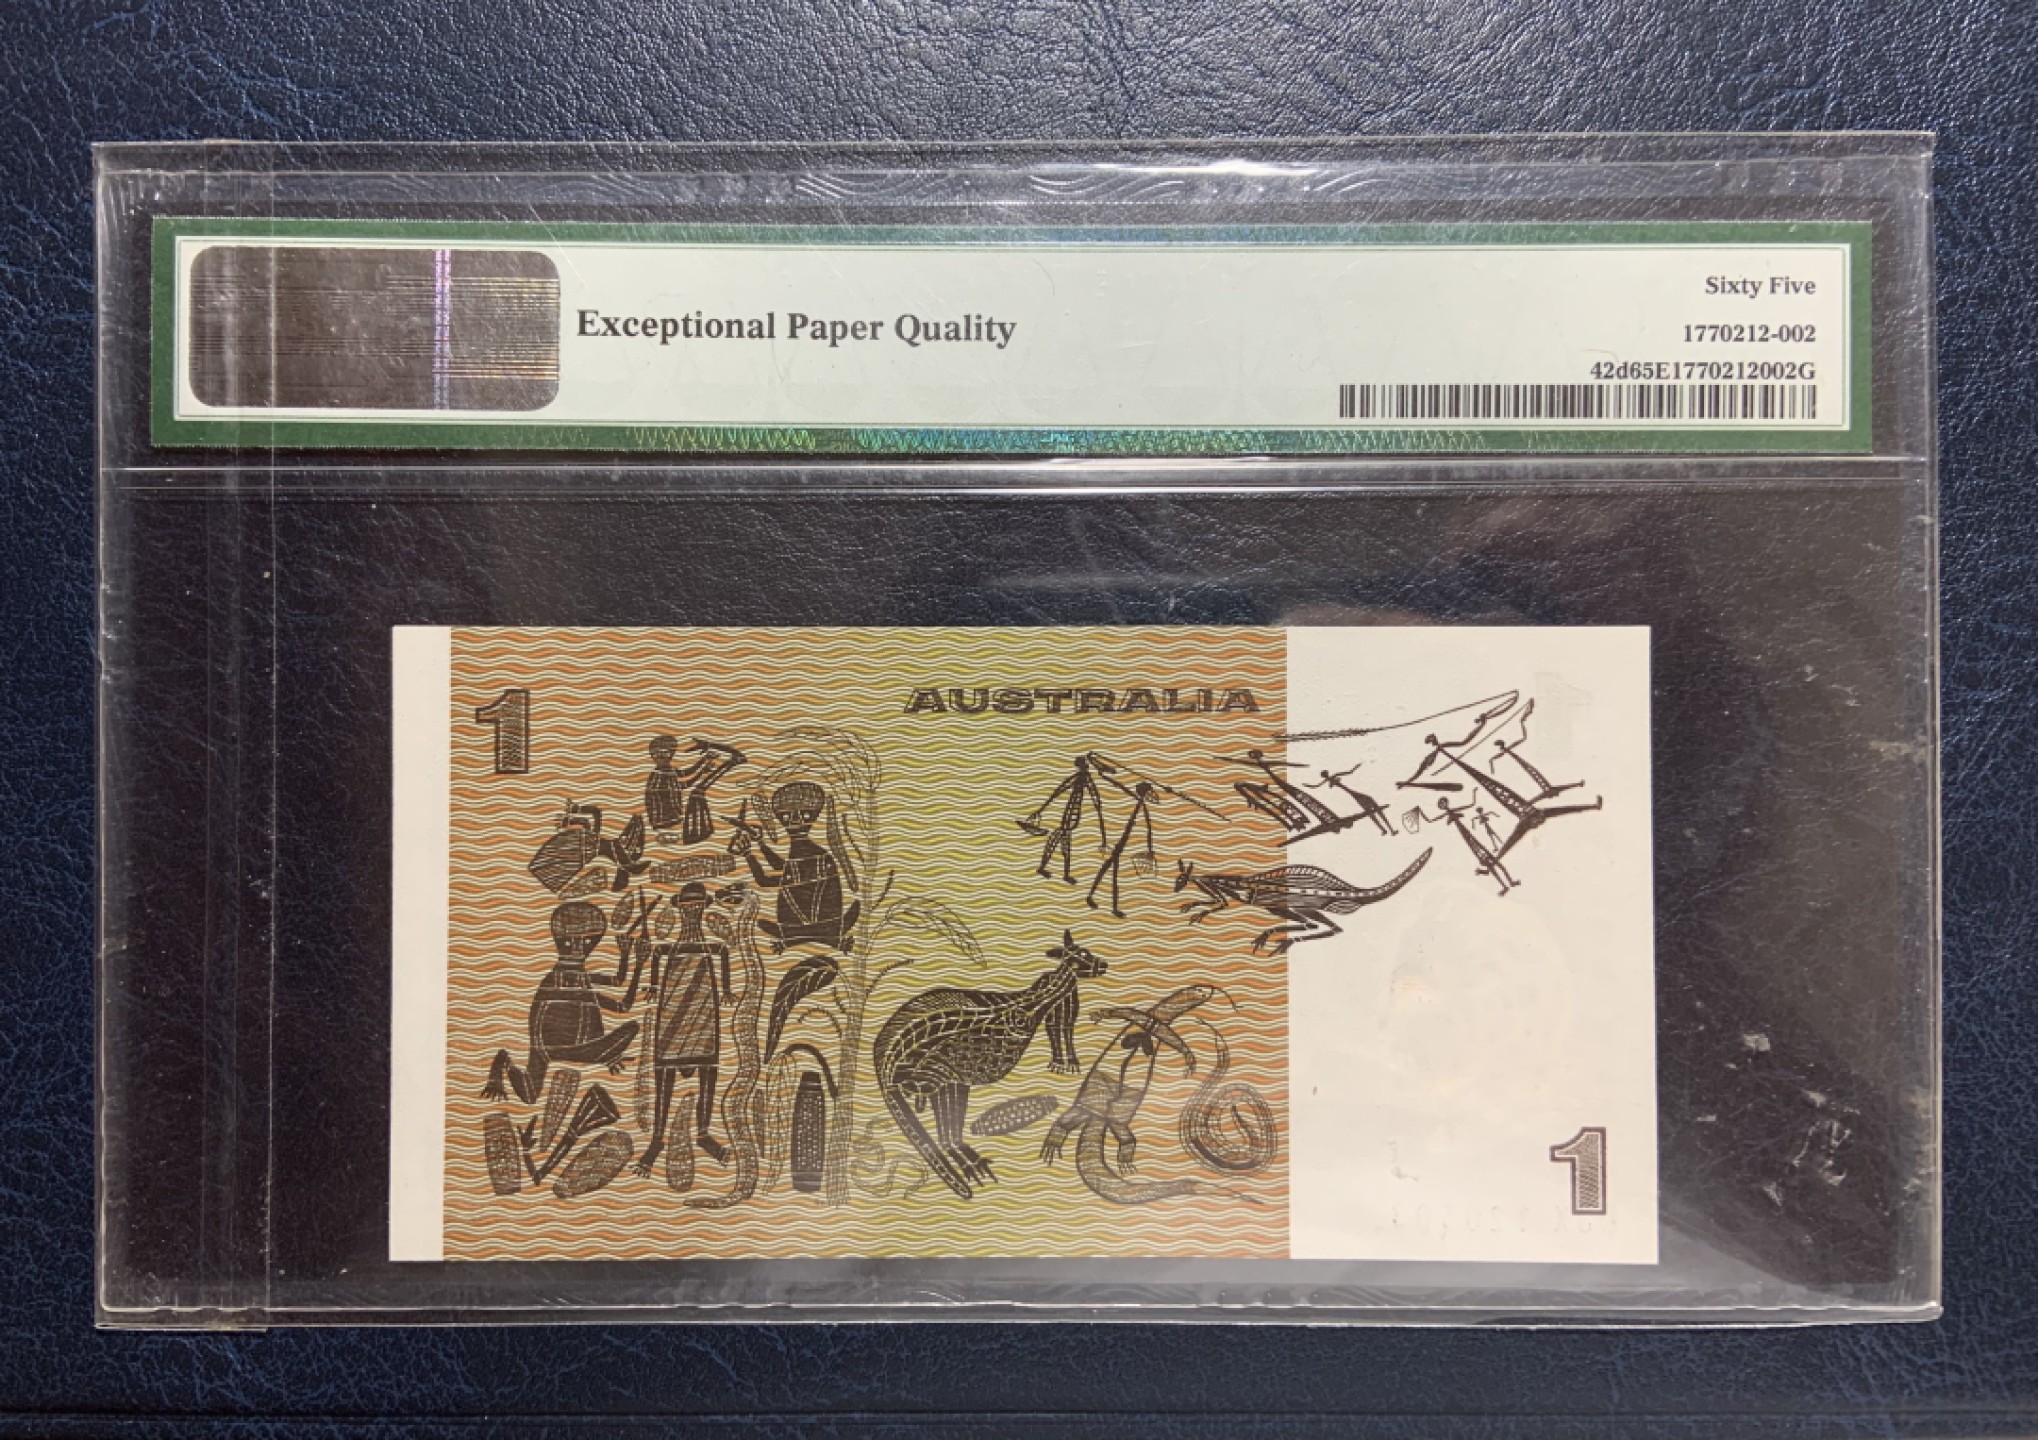 Exceptional Paper Quality
Sixty Five
1770212-002
42d65E1770212002G
1
AUSTRALIA
1